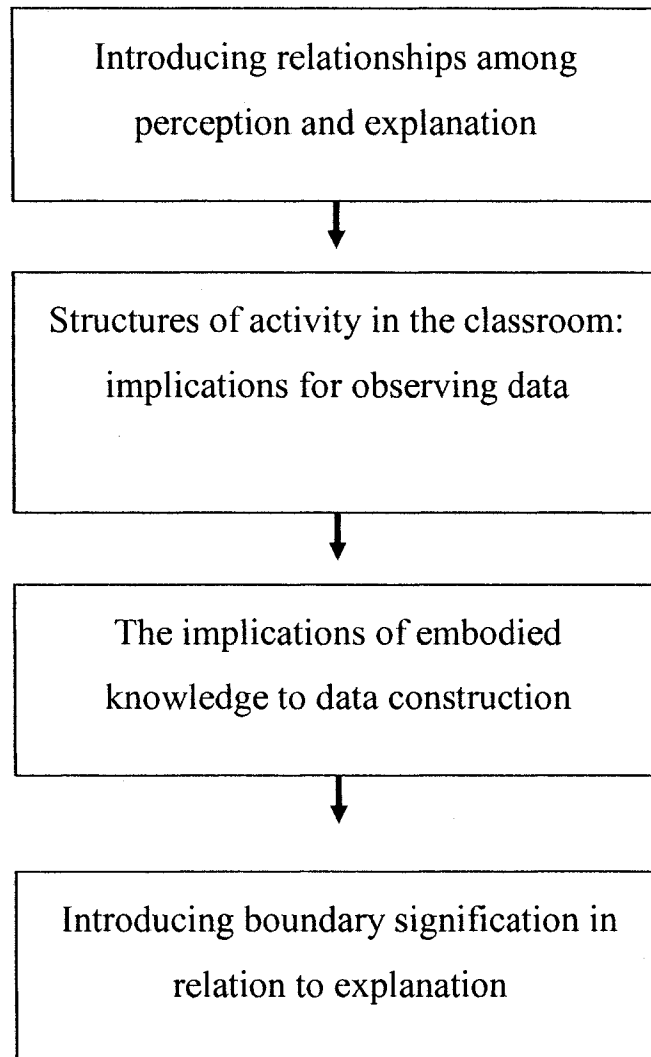 Introducing relationships among
perception and explanation
Structures of activity in the classroom:
implications for observing data
The implications of embodied
knowledge to data construction
Introducing boundary signification in
relation to explanation